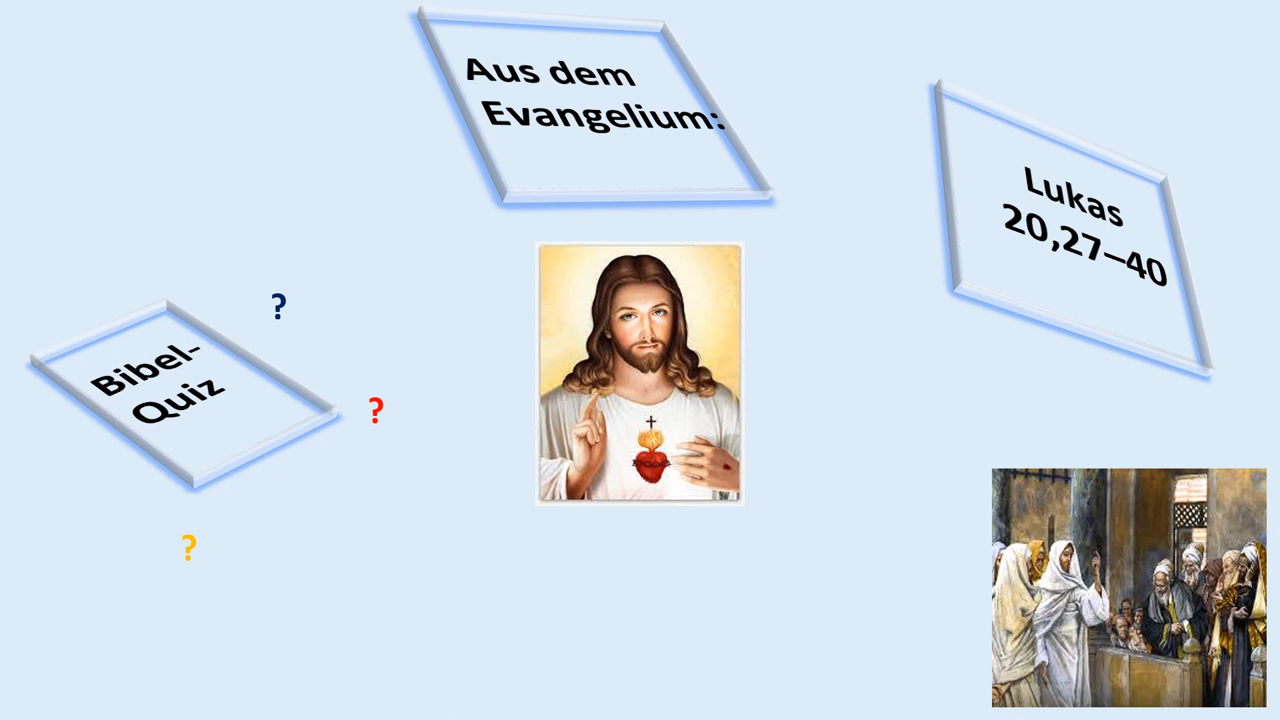 Aus dem
Evangelium:
Lukas
20,27–40
Bibel-
Quiz
?
?
?